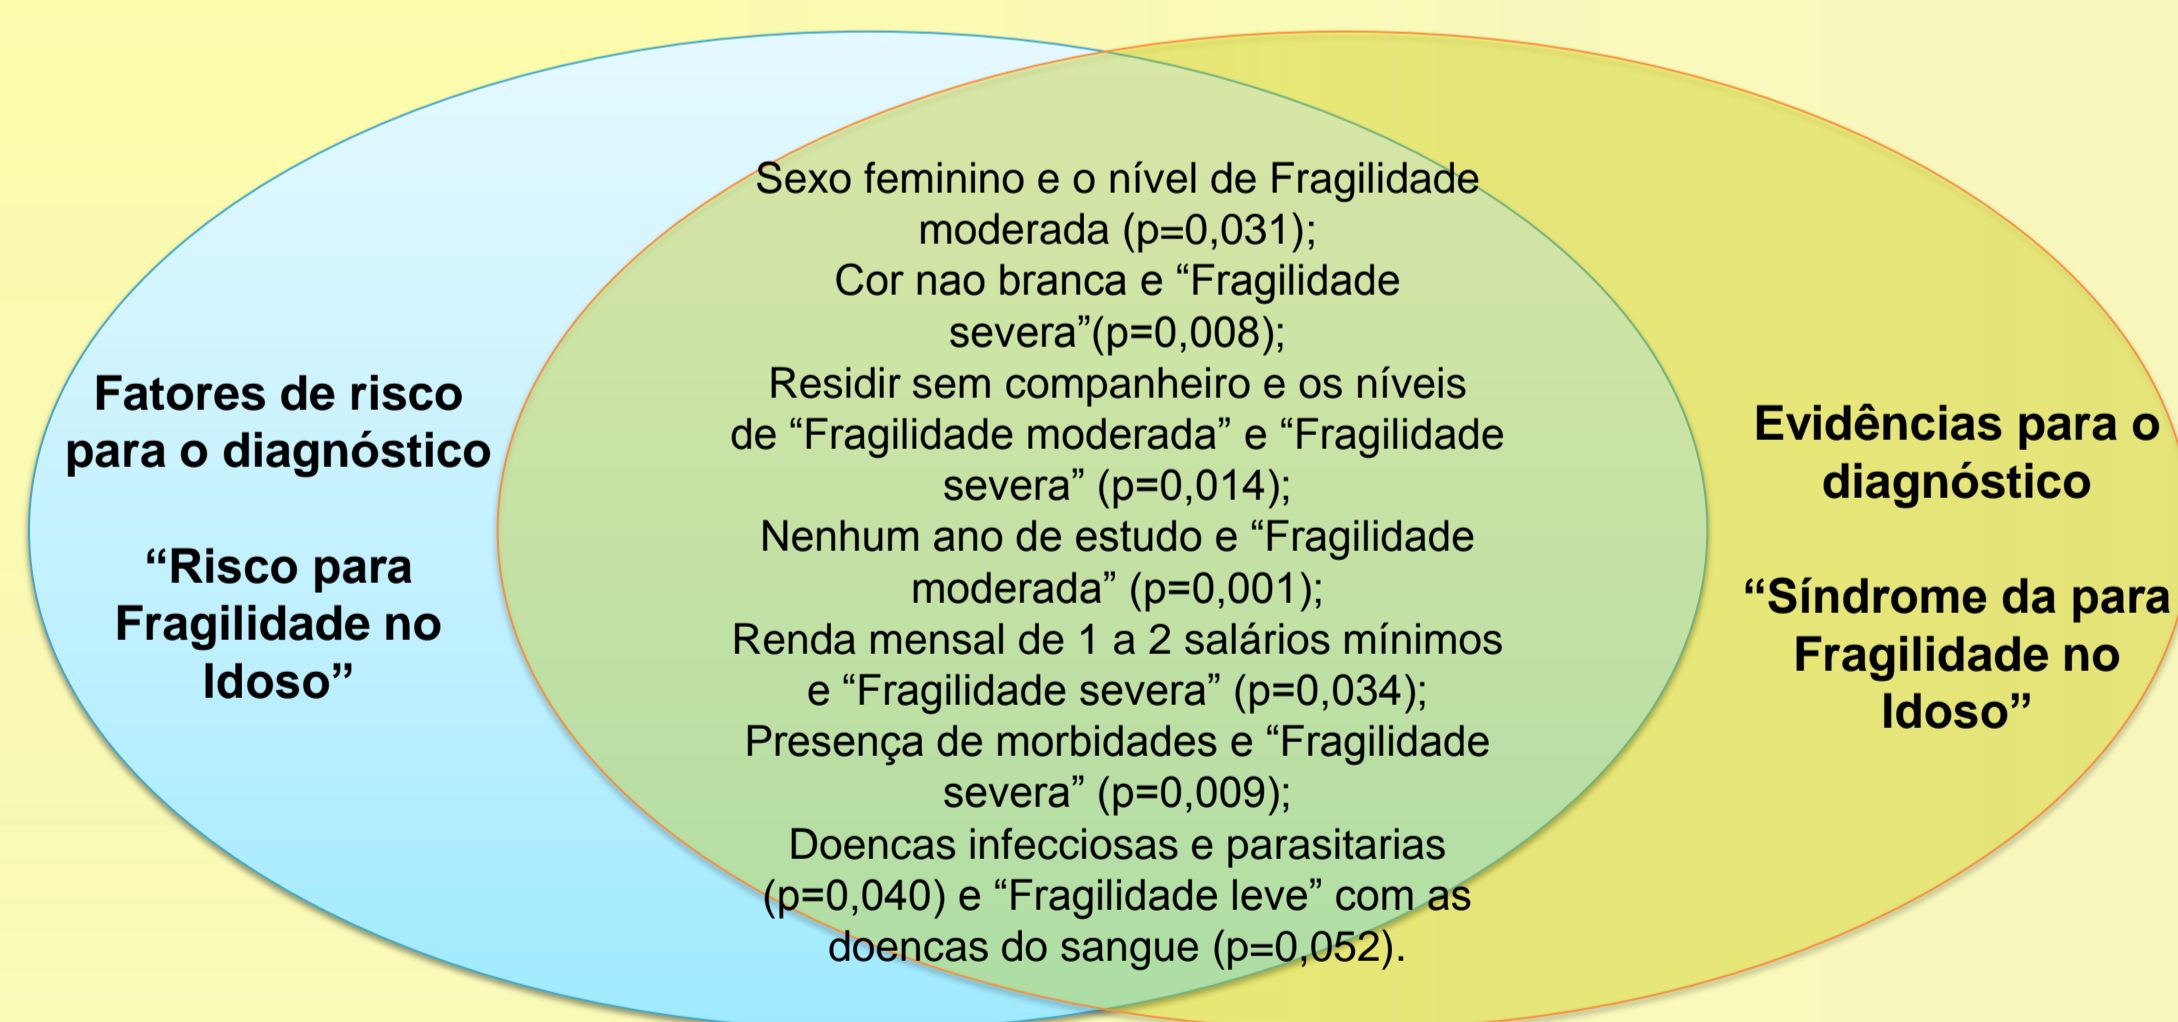 Fatores de risco
para o diagnóstico
“Risco para
Fragilidade no
Idoso”
Sexo feminino e o nível de Fragilidade
moderada (p=0,031);
Cor nao branca e “Fragilidade
severa”(p=0,008);
Residir sem companheiro e os níveis
de “Fragilidade moderada” e “Fragilidade
severa” (p=0,014);
Nenhum ano de estudo e “Fragilidade
moderada” (p=0,001);
Renda mensal de 1 a 2 salários mínimos
e “Fragilidade severa” (p=0,034);
Presença de morbidades e “Fragilidade
severa” (p=0,009);
Doencas infecciosas e parasitarias
(p=0,040) e “Fragilidade leve” com as
doencas do sangue (p=0,052).
Evidências para o
diagnóstico
“Síndrome da para
Fragilidade no
Idoso”